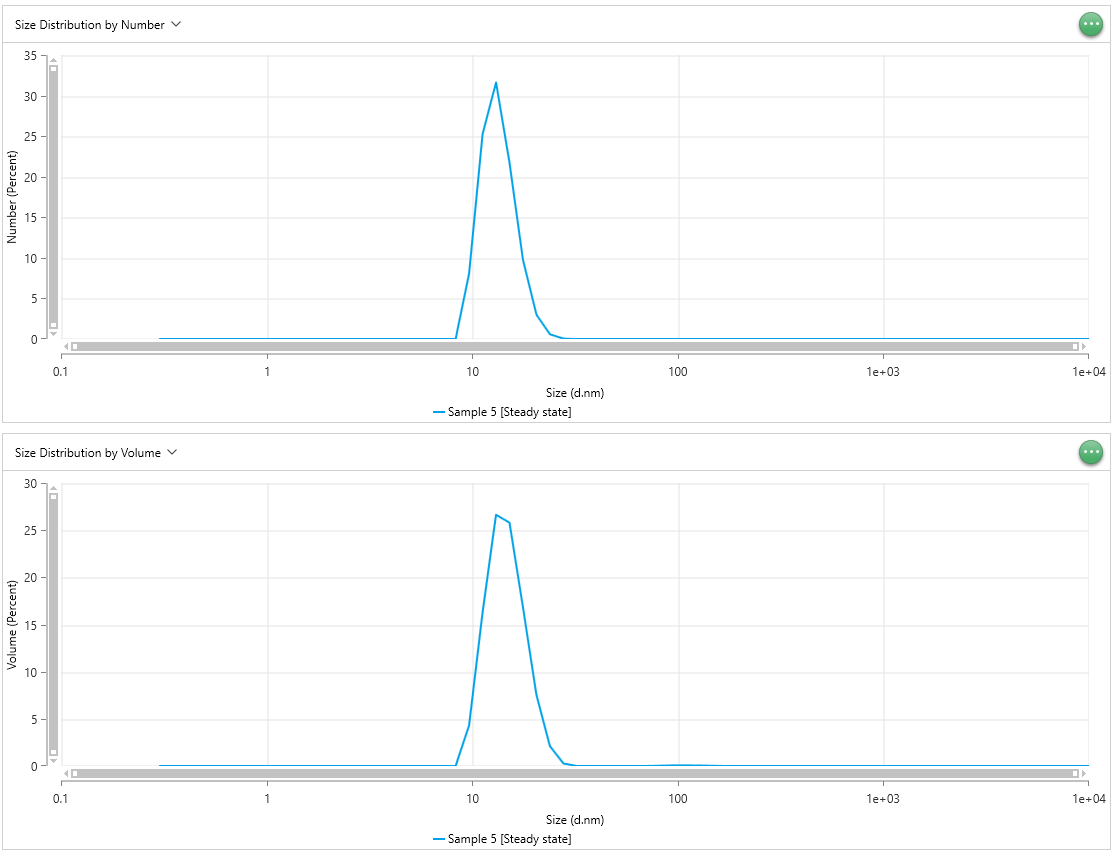 Size Distribution by Number
35
30
25
20
15
10
5
0
Number (Percent)
0.1 1 10 100 1e+03 1e+04
Size (d.nm)
Sample 5 [Steady state]
Size Distribution by Volume
30
25
20
15
10
5
0
Volume (Percent)
0.1 1 10 100 1e+03 1e+04
Size (d.nm)
Sample 5 [Steady state]